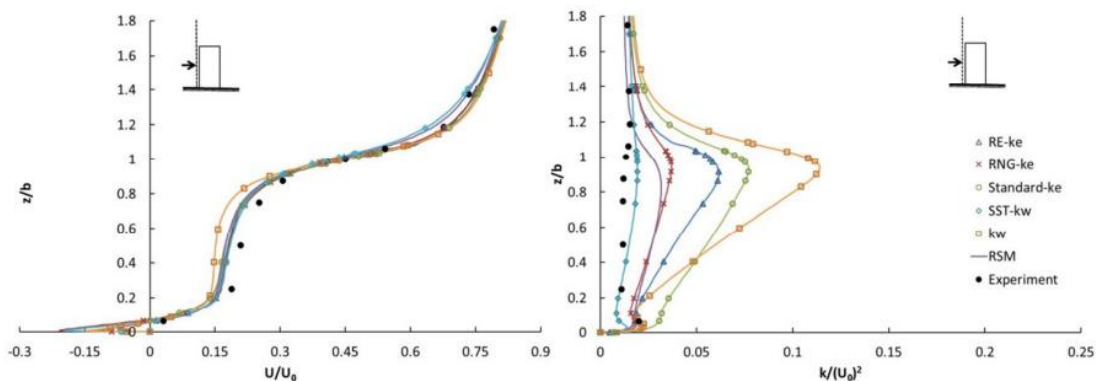 1.8
1.6
1.4
1.2
z/b
1
0.8
0.6
0.4
0.2
0
-0.3 -0.15 0 0.15 0.3 0.45 0.6 0.75 0.9
U/U₀
1.8
1.6
1.4
1.2
z/b
1
0.8
0.6
0.4
0.2
0
0 0.05 0.1 0.15 0.2 0.25
k/(U₀)²
RE-ke
RNG-ke
Standard-ke
SST-kw
kw
RSM
Experiment